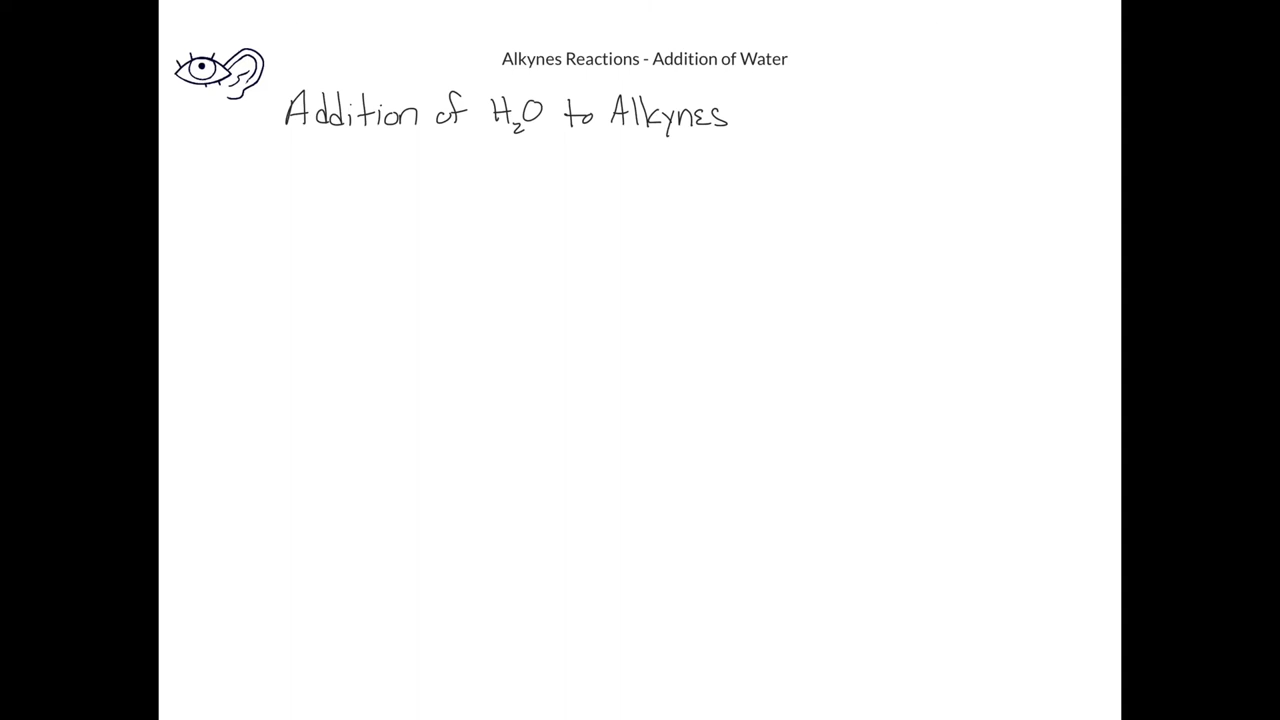 Alkynes Reactions - Addition of Water
Addition of H₂O to Alkynes